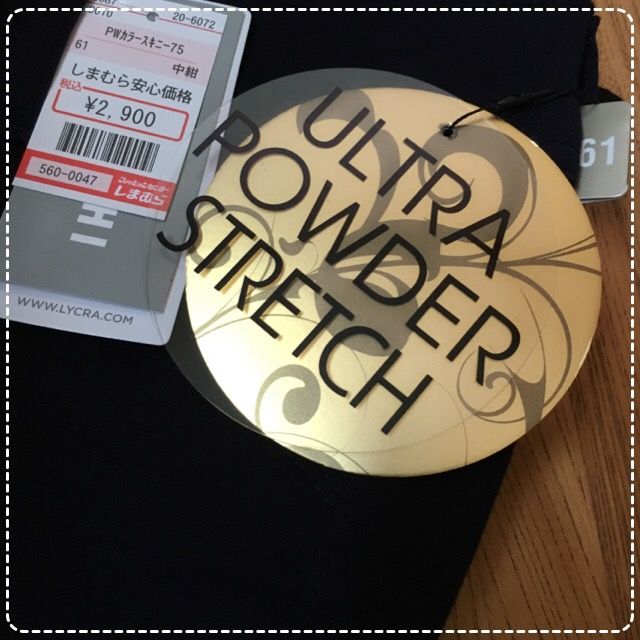 20-6072
PWカラースキニー75
61 中紺
しまむら安心価格
税込
¥2,900
560-0047
しまむら
WWW.LYCRA.COM
ULTRA
POWDER
STRETCH
61